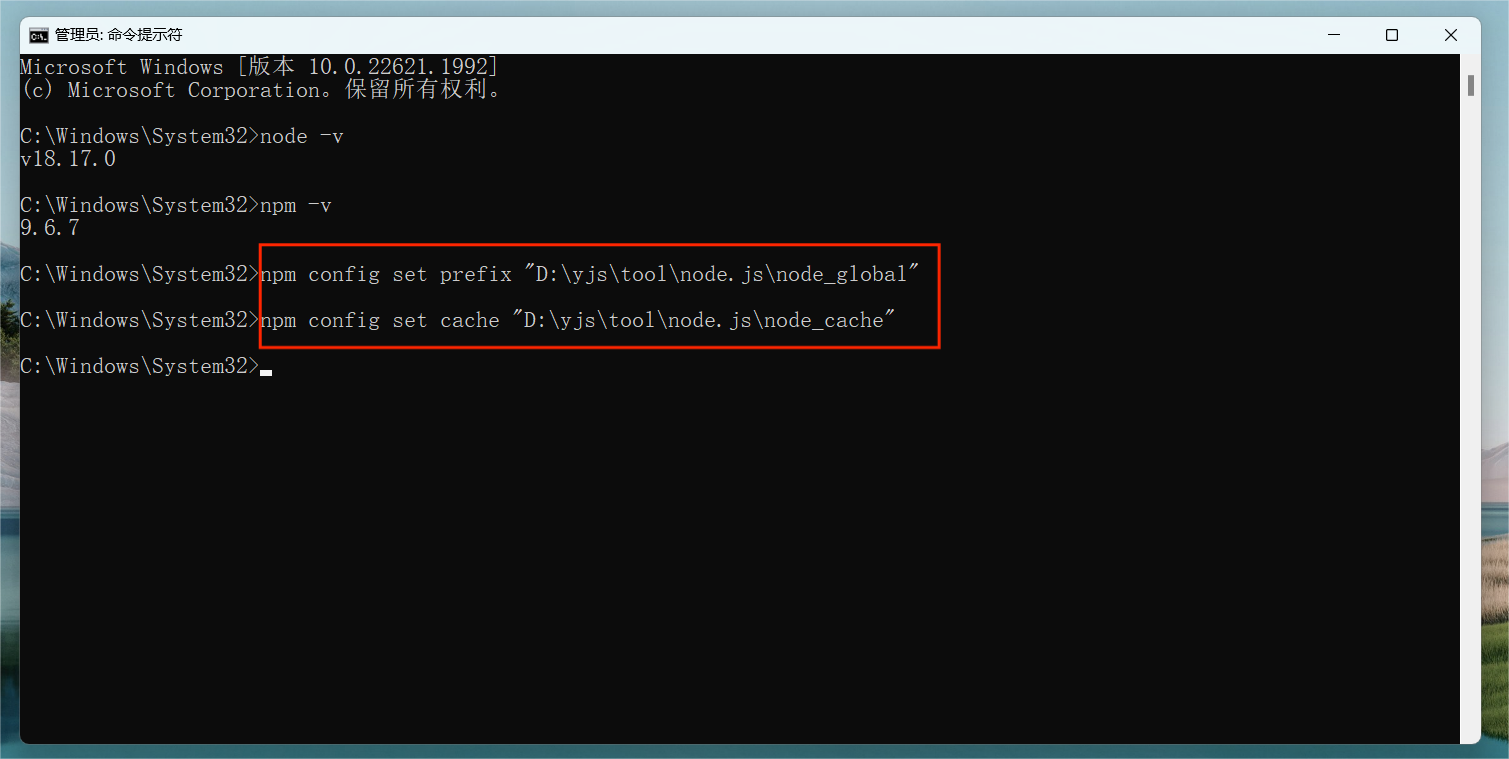 管理员: 命令提示符
Microsoft Windows [版本 10.0.22621.1992]
(c) Microsoft Corporation。保留所有权利。
C:\Windows\System32>node -v
v18.17.0
C:\Windows\System32>npm -v
9.6.7
C:\Windows\System32>npm config set prefix "D:\yjs\tool\node.js\node_global"
C:\Windows\System32>npm config set cache "D:\yjs\tool\node.js\node_cache"
C:\Windows\System32>